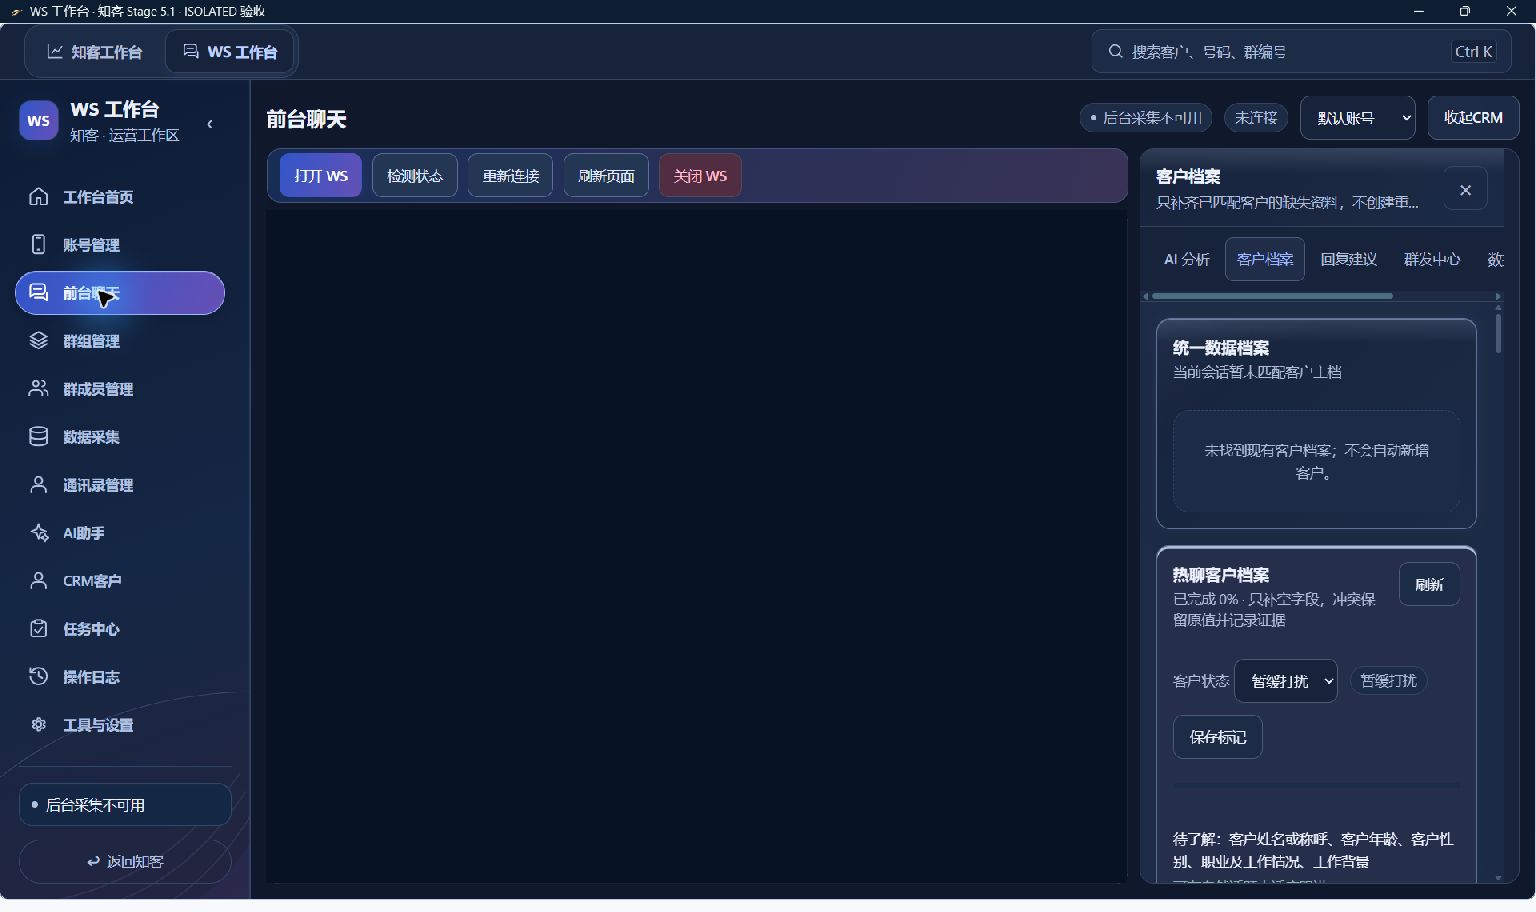 WS 工作台 · 知客 Stage 5.1 · ISOLATED 验收
知客工作台
WS 工作台
搜索客户、号码、群编号
Ctrl K
WS
WS 工作台
知客 · 运营工作区
工作台首页
账号管理
前台聊天
群组管理
群成员管理
数据采集
通讯录管理
AI助手
CRM客户
任务中心
操作日志
工具与设置
后台采集不可用
返回知客
前台聊天
后台采集不可用
未连接
默认账号
收起CRM
打开 WS
检测状态
重新连接
刷新页面
关闭 WS
客户档案
只补齐已匹配客户的缺失资料，不创建重...
AI 分析
客户档案
回复建议
群发中心
数
统一数据档案
当前会话暂未匹配客户主档
未找到现有客户档案；不会自动新增
客户。
热聊客户档案
已完成 0% · 只补空字段，冲突保
留原值并记录证据
刷新
客户状态
暂缓打扰
暂缓打扰
保存标记
待了解：客户姓名或称呼、客户年龄、客户性
别、职业及工作情况、工作背景